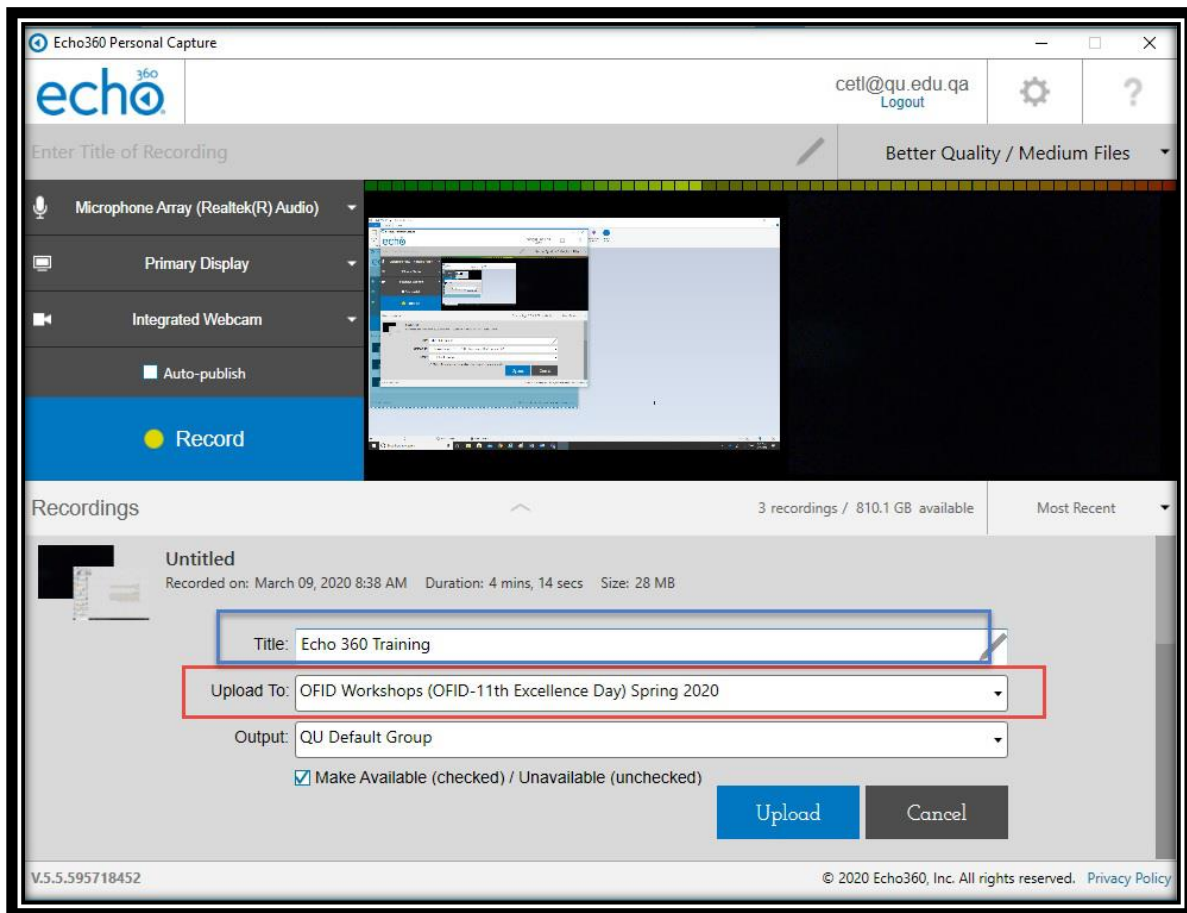 Echo360 Personal Capture
echo360
cetl@qu.edu.qa
Logout
?
Enter Title of Recording
Better Quality / Medium Files
Microphone Array (Realtek(R) Audio)
Primary Display
Integrated Webcam
Auto-publish
Record
Recordings
3 recordings / 810.1 GB available
Most Recent
Untitled
Recorded on: March 09, 2020 8:38 AM Duration: 4 mins, 14 secs Size: 28 MB
Title: Echo 360 Training
Upload To: OFID Workshops (OFID-11th Excellence Day) Spring 2020
Output: QU Default Group
Make Available (checked) / Unavailable (unchecked)
Upload Cancel
V.5.5.595718452
© 2020 Echo360, Inc. All rights reserved. Privacy Policy